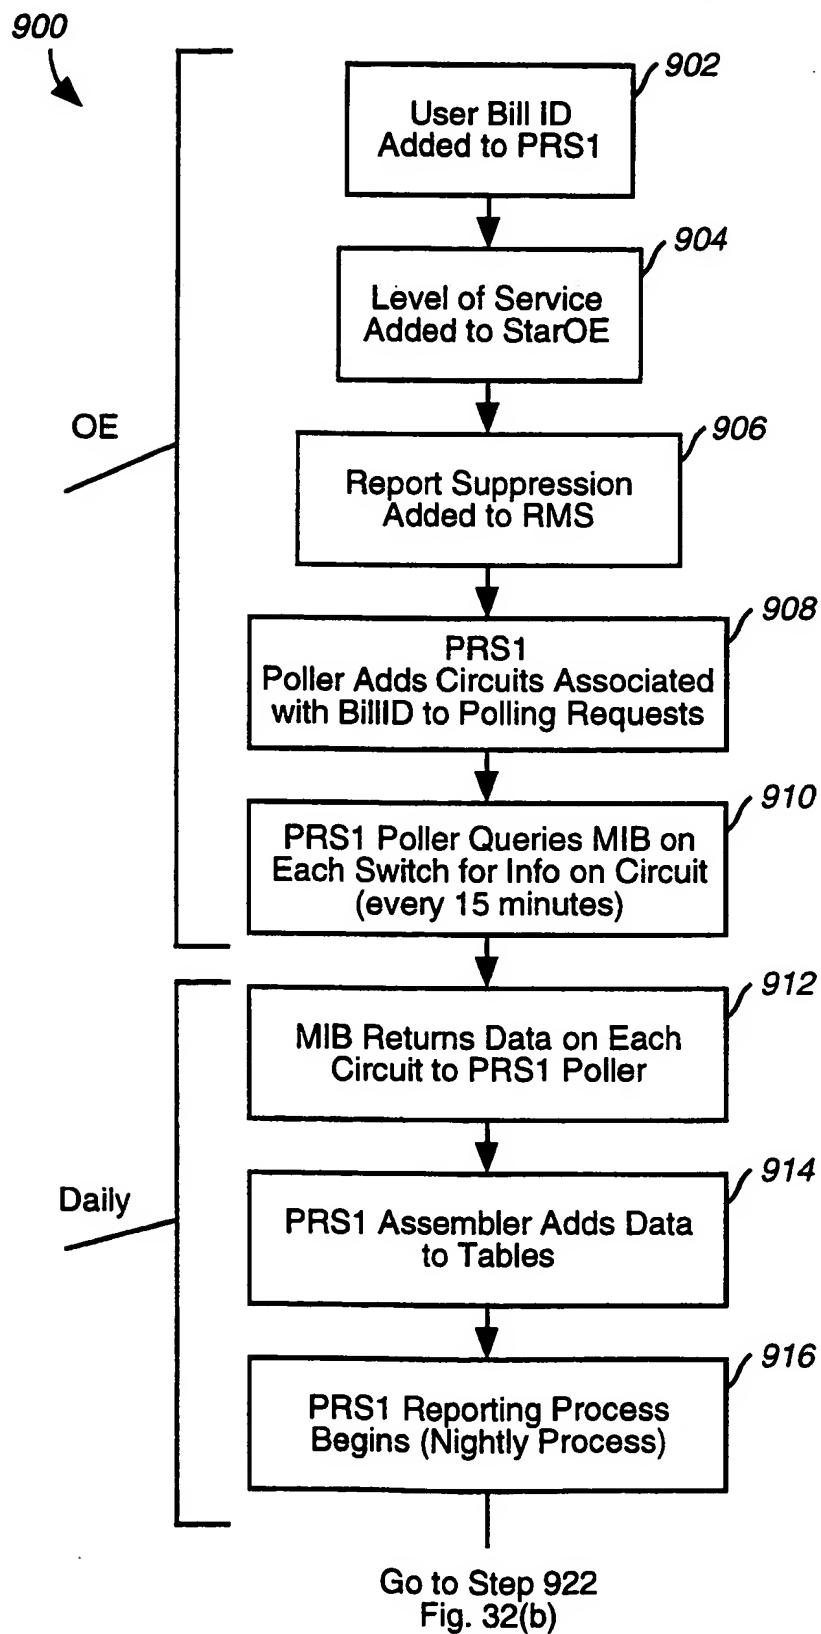 900
902
User Bill ID
Added to PRS1
904
Level of Service
Added to StarOE
OE
906
Report Suppression
Added to RMS
908
PRS1
Poller Adds Circuits Associated
with BillID to Polling Requests
910
PRS1 Poller Queries MIB on
Each Switch for Info on Circuit
(every 15 minutes)
912
MIB Returns Data on Each
Circuit to PRS1 Poller
Daily
914
PRS1 Assembler Adds Data
to Tables
916
PRS1 Reporting Process
Begins (Nightly Process)
Go to Step 922
Fig. 32(b)